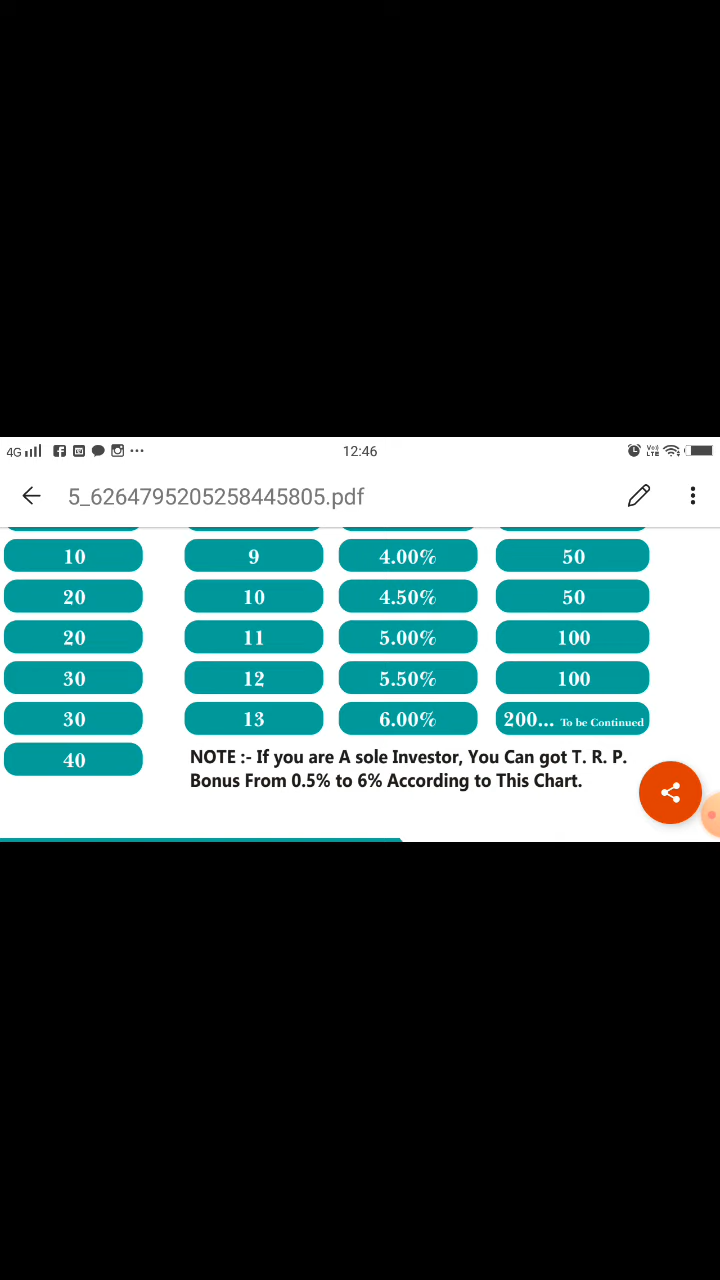 4G 12:46 VoLTE
5_6264795205258445805.pdf
10 9 4.00% 50
20 10 4.50% 50
20 11 5.00% 100
30 12 5.50% 100
30 13 6.00% 200... To be Continued
40
NOTE :- If you are A sole Investor, You Can got T. R. P.
Bonus From 0.5% to 6% According to This Chart.